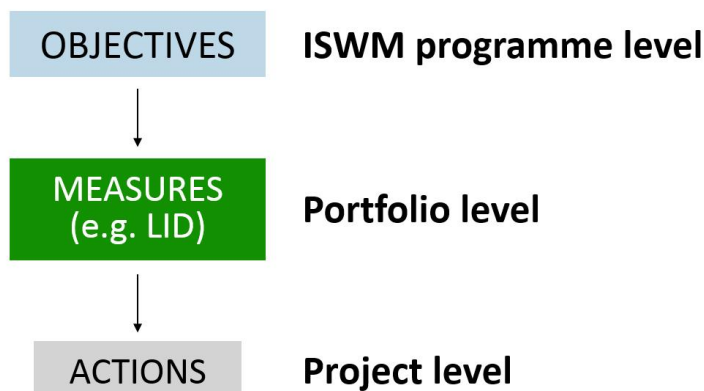 OBJECTIVES
ISWM programme level
MEASURES
(e.g. LID)
Portfolio level
ACTIONS
Project level